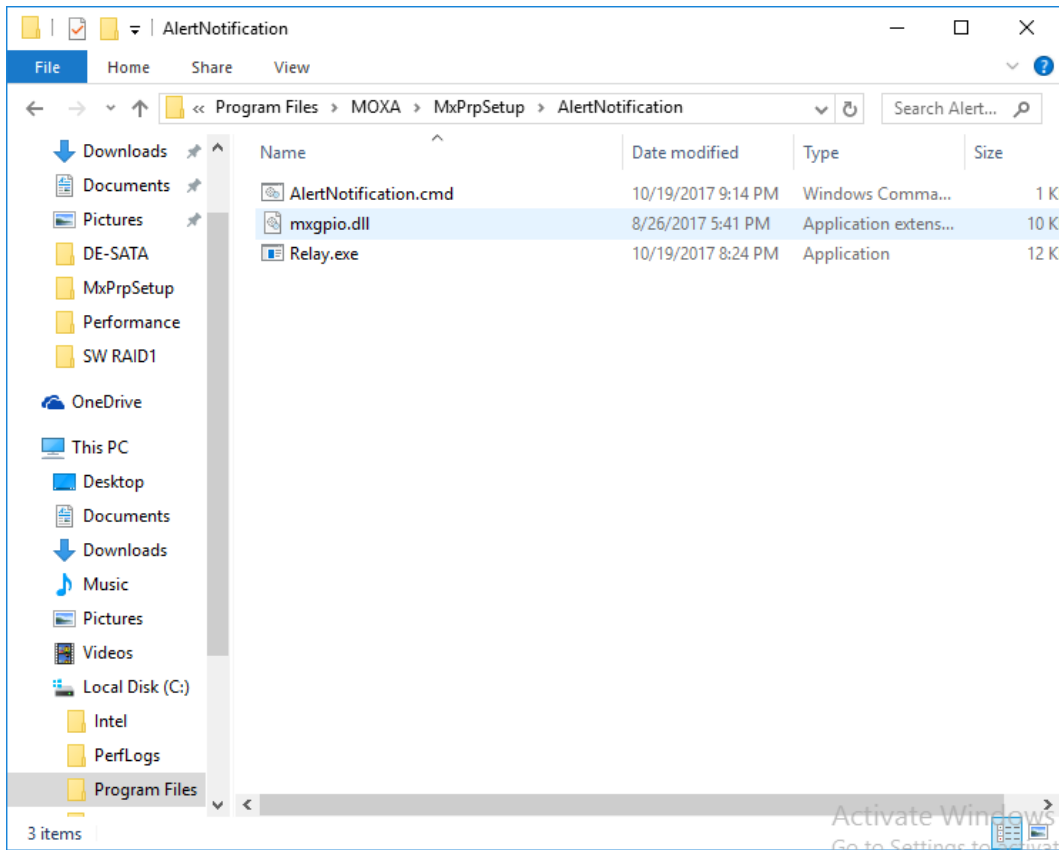 AlertNotification
File Home Share View
« Program Files › MOXA › MxPrpSetup › AlertNotification Search Alert...
Name Date modified Type Size
AlertNotification.cmd 10/19/2017 9:14 PM Windows Comma... 1 K
mxgpio.dll 8/26/2017 5:41 PM Application extens... 10 K
Relay.exe 10/19/2017 8:24 PM Application 12 K
Downloads
Documents
Pictures
DE-SATA
MxPrpSetup
Performance
SW RAID1
OneDrive
This PC
Desktop
Documents
Downloads
Music
Pictures
Videos
Local Disk (C:)
Intel
PerfLogs
Program Files
3 items
Activate Windows
Go to Settings to